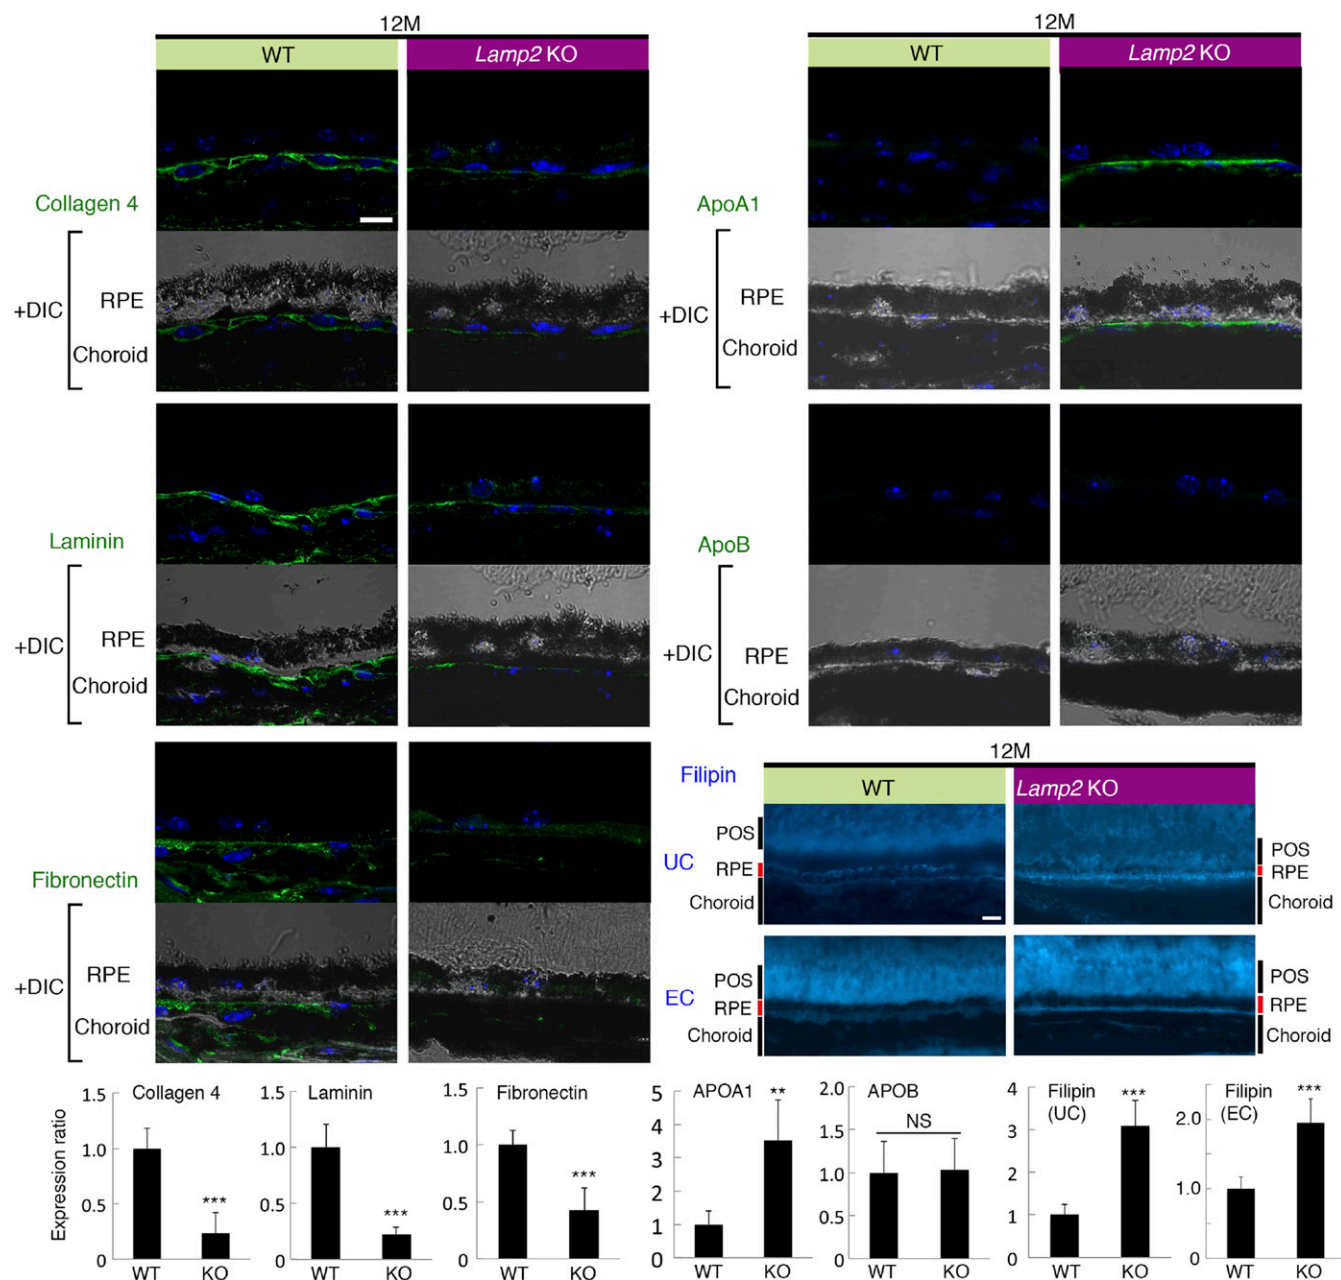 12M
WT
Lamp2 KO
Collagen 4
+DIC
RPE
Choroid
Laminin
+DIC
RPE
Choroid
Fibronectin
+DIC
RPE
Choroid
12M
WT
Lamp2 KO
ApoA1
+DIC
RPE
Choroid
ApoB
+DIC
RPE
Choroid
12M
Filipin
WT
Lamp2 KO
UC
POS
RPE
Choroid
POS
RPE
Choroid
EC
POS
RPE
Choroid
POS
RPE
Choroid
Expression ratio
Collagen 4
1.5
1.0
0.5
0
***
WT KO
Laminin
1.5
1.0
0.5
0
***
WT KO
Fibronectin
1.5
1.0
0.5
0
***
WT KO
APOA1
5
4
3
2
1
0
**
WT KO
APOB
2.0
1.5
1.0
0.5
0.0
NS
WT KO
Filipin
(UC)
4
3
2
1
0
***
WT KO
Filipin
(EC)
2.0
1.0
0
***
WT KO